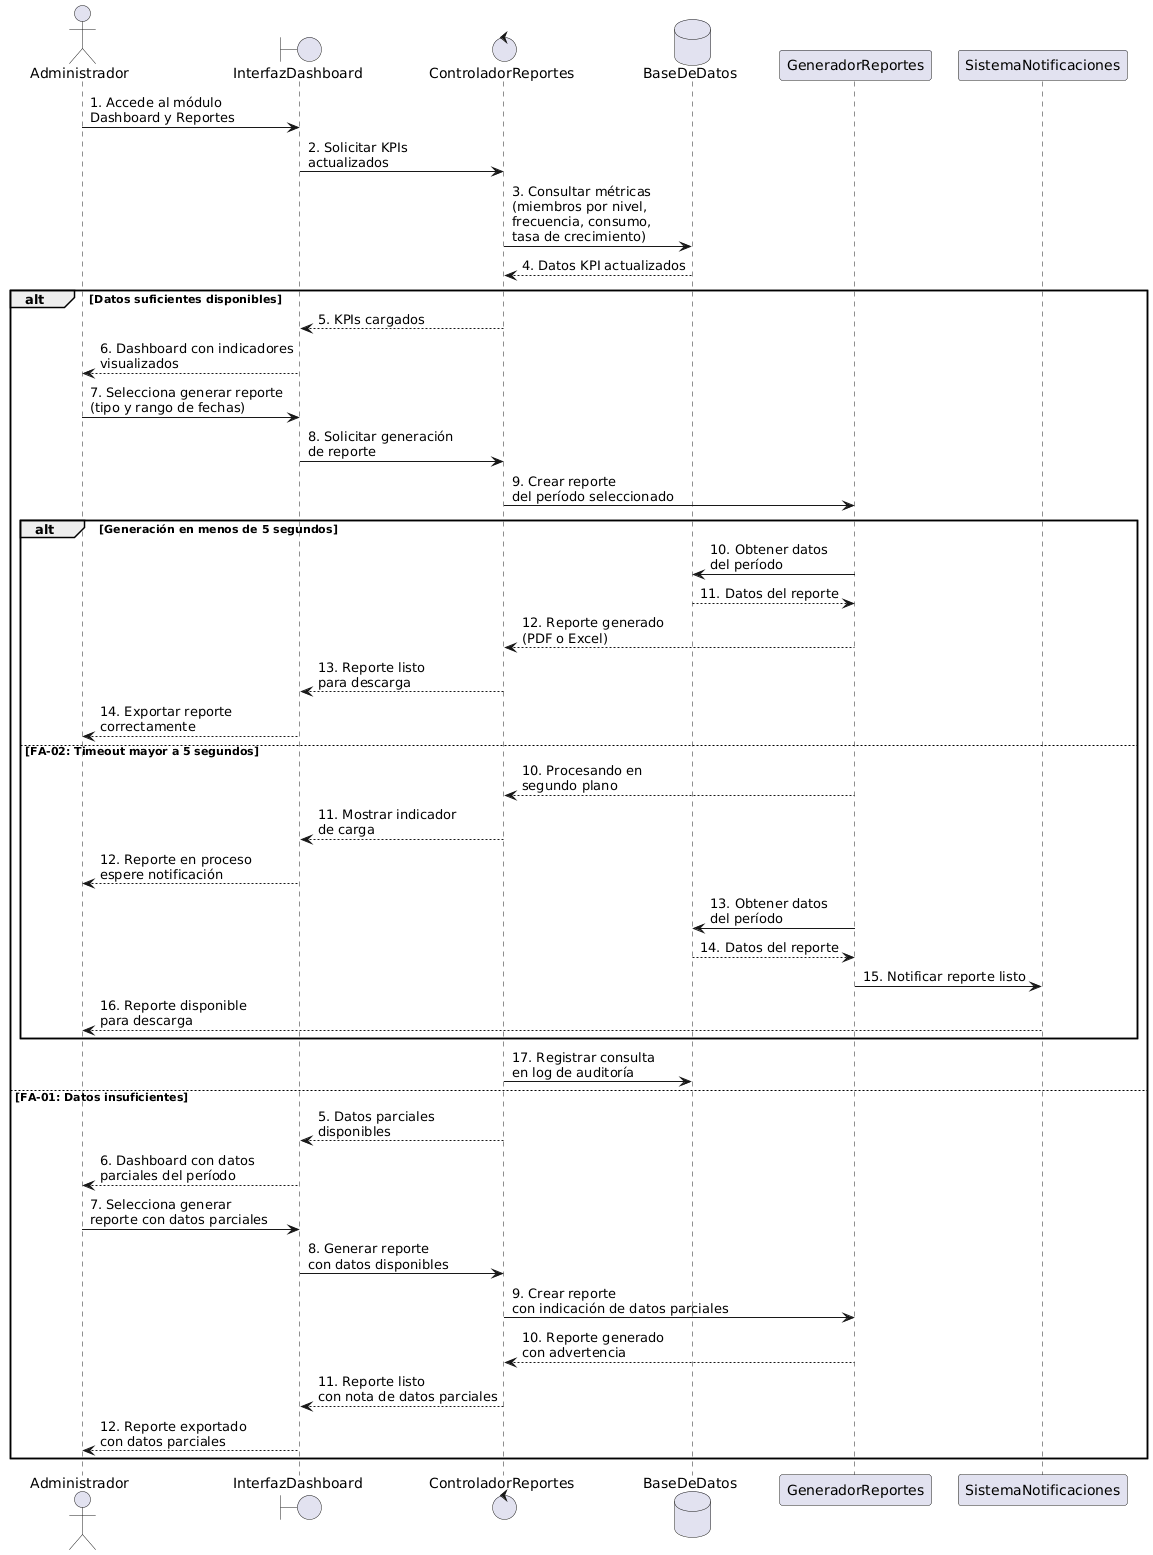 Administrador
InterfazDashboard
ControladorReportes
BaseDeDatos
GeneradorReportes
SistemaNotificaciones
1. Accede al módulo
Dashboard y Reportes
2. Solicitar KPIs
actualizados
3. Consultar métricas
(miembros por nivel,
frecuencia, consumo,
tasa de crecimiento)
4. Datos KPI actualizados
alt
[Datos suficientes disponibles]
5. KPIs cargados
6. Dashboard con indicadores
visualizados
7. Selecciona generar reporte
(tipo y rango de fechas)
8. Solicitar generación
de reporte
9. Crear reporte
del período seleccionado
alt
[Generación en menos de 5 segundos]
10. Obtener datos
del período
11. Datos del reporte
12. Reporte generado
(PDF o Excel)
13. Reporte listo
para descarga
14. Exportar reporte
correctamente
[FA-02: Timeout mayor a 5 segundos]
10. Procesando en
segundo plano
11. Mostrar indicador
de carga
12. Reporte en proceso
espere notificación
13. Obtener datos
del período
14. Datos del reporte
15. Notificar reporte listo
16. Reporte disponible
para descarga
17. Registrar consulta
en log de auditoría
[FA-01: Datos insuficientes]
5. Datos parciales
disponibles
6. Dashboard con datos
parciales del período
7. Selecciona generar
reporte con datos parciales
8. Generar reporte
con datos disponibles
9. Crear reporte
con indicación de datos parciales
10. Reporte generado
con advertencia
11. Reporte listo
con nota de datos parciales
12. Reporte exportado
con datos parciales
Administrador
InterfazDashboard
ControladorReportes
BaseDeDatos
GeneradorReportes
SistemaNotificaciones